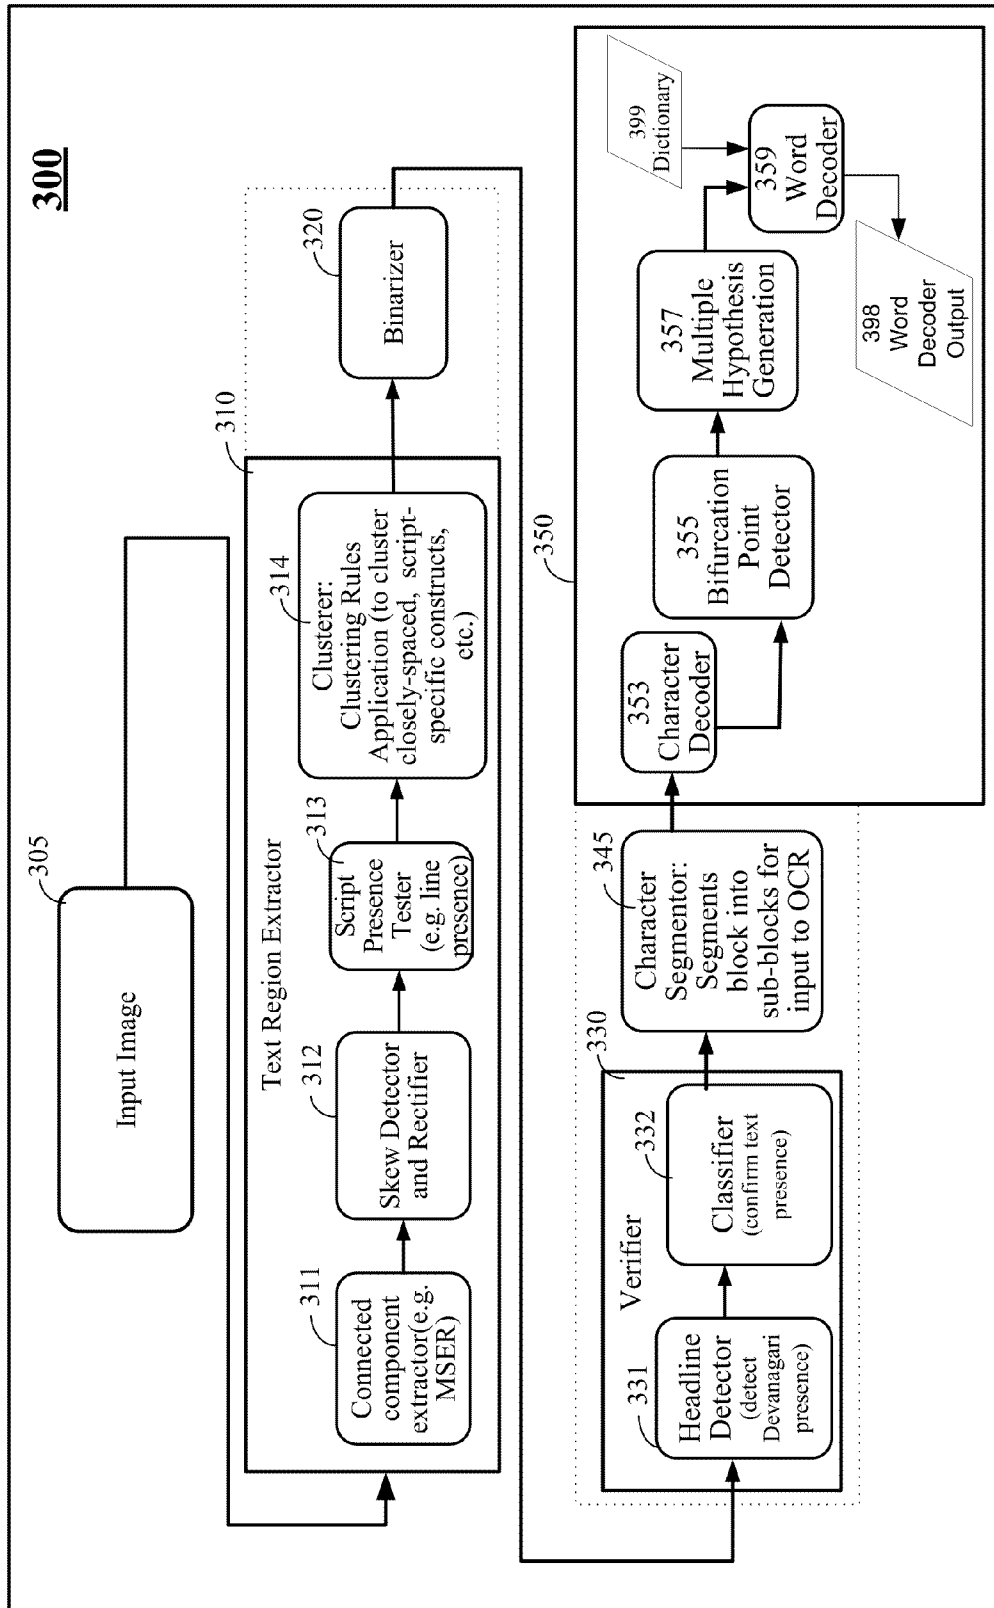 300
305
Input Image
310
Text Region Extractor
311
Connected
component
extractor(e.g.
MSER)
312
Skew Detector
and Rectifier
313
Script
Presence
Tester
(e.g. line
presence)
314
Clusterer:
Clustering Rules
Application (to cluster
closely-spaced, script-
specific constructs,
etc.)
320
Binarizer
330
Verifier
331
Headline
Detector
(detect
Devanagari
presence)
332
Classifier
(confirm text
presence)
345
Character
Segmentor:
Segments
block into
sub-blocks for
input to OCR
350
353
Character
Decoder
355
Bifurcation
Point
Detector
357
Multiple
Hypothesis
Generation
399
Dictionary
359
Word
Decoder
398
Word
Decoder
Output